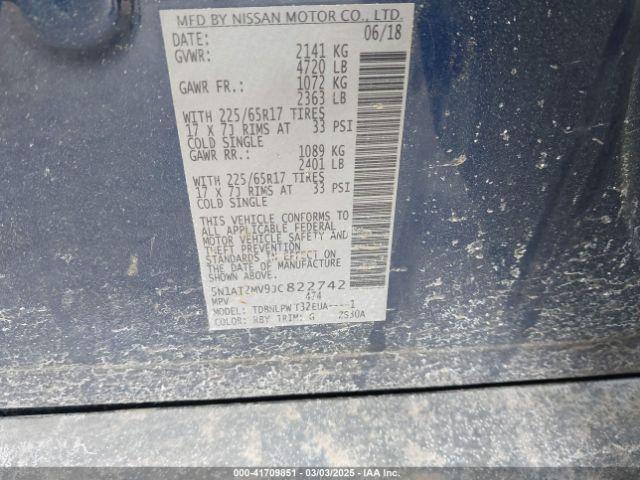 MFD BY NISSAN MOTOR CO., LTD.
DATE: 06/18
GVWR: 2141 KG
4720 LB
GAWR FR.: 1072 KG
2363 LB
WITH 225/65R17 TIRES
17 X 7J RIMS AT 33 PSI
COLD SINGLE
GAWR RR.: 1089 KG
2401 LB
WITH 225/65R17 TIRES
17 X 7J RIMS AT 33 PSI
COLD SINGLE
THIS VEHICLE CONFORMS TO
ALL APPLICABLE FEDERAL
MOTOR VEHICLE SAFETY AND
THEFT PREVENTION
STANDARDS IN EFFECT ON
THE DATE OF MANUFACTURE
SHOWN ABOVE.
5N1AT2MV9JC822742
MPV 474
MODEL: TDBNLPWT32EUA----1
COLOR: RBY TRIM: G 2S30A
00-41709851 - 03/03/2025 - IAA Inc.